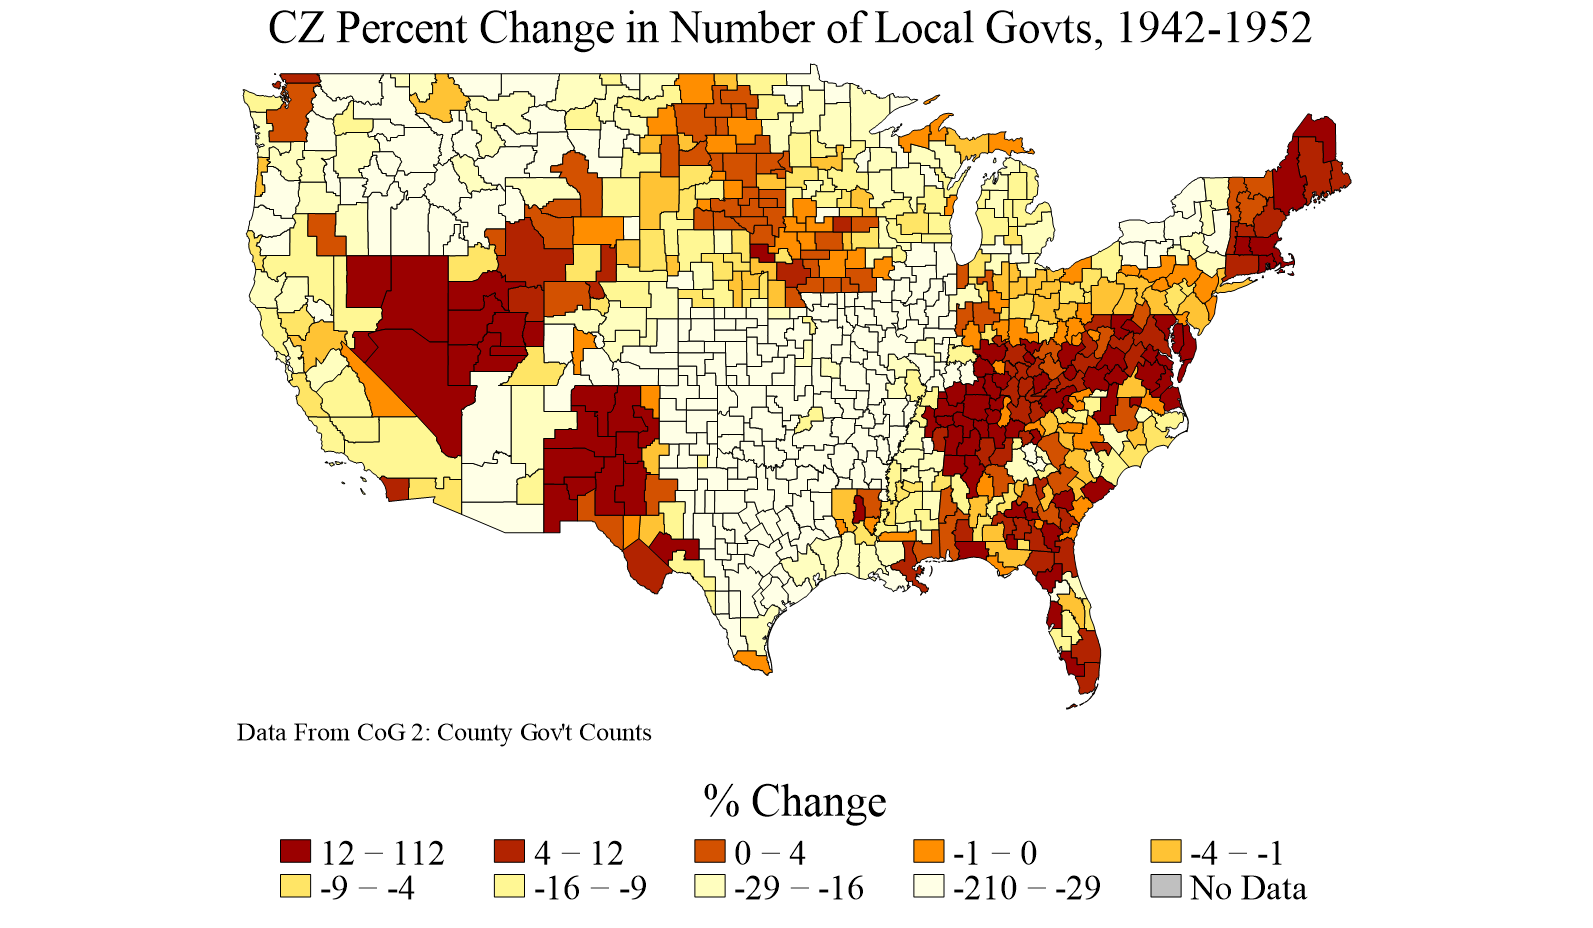 CZ Percent Change in Number of Local Govts, 1942-1952
Data From CoG 2: County Gov't Counts
% Change
12 − 112
4 − 12
0 − 4
-1 − 0
-4 − -1
-9 − -4
-16 − -9
-29 − -16
-210 − -29
No Data